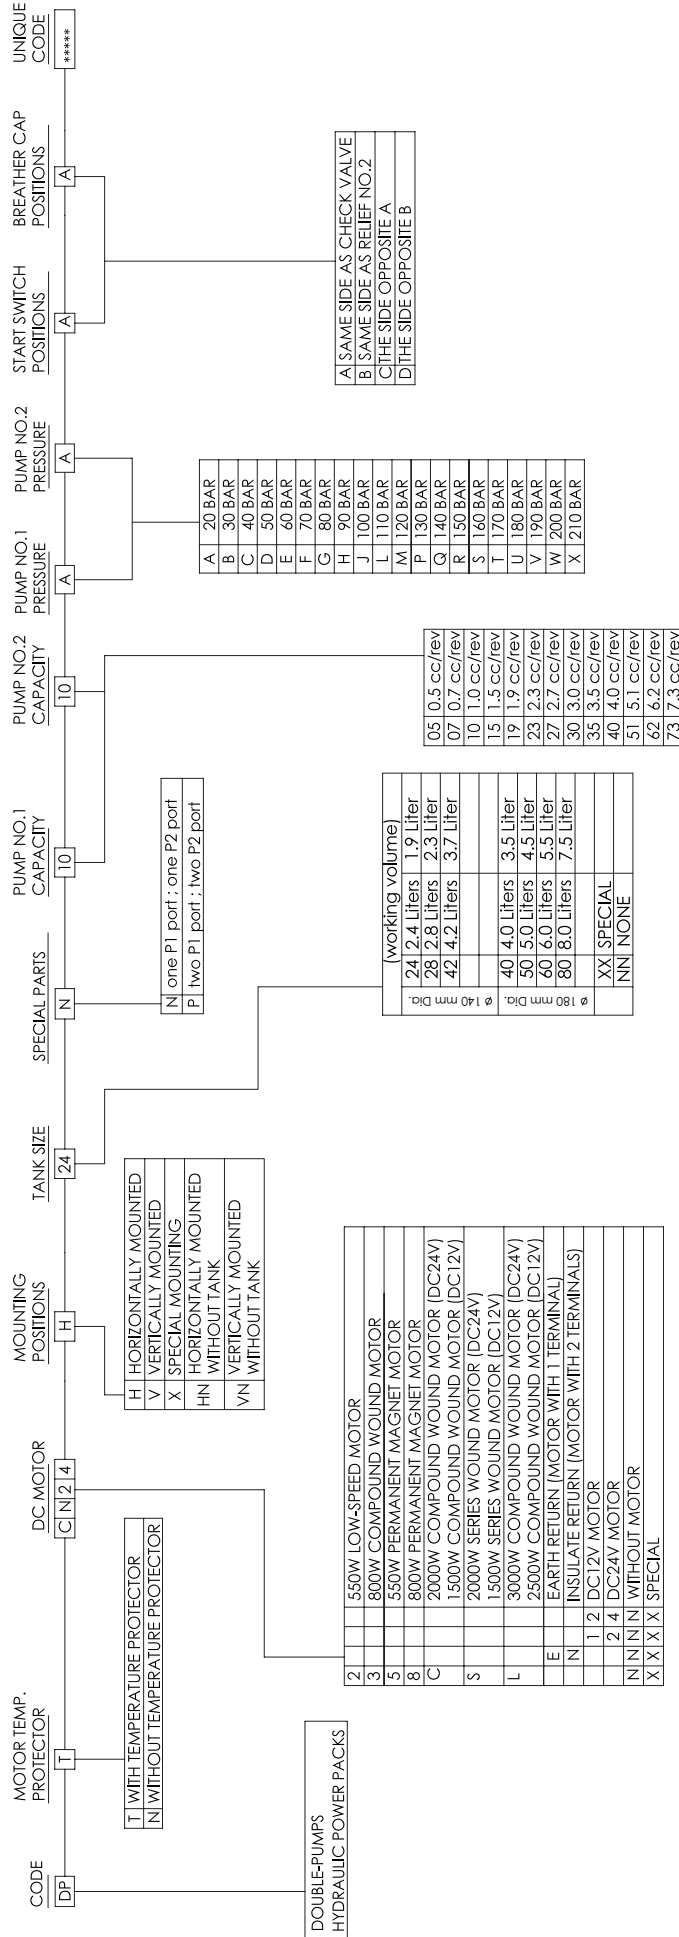 CODE
DP
DOUBLE-PUMPS
HYDRAULIC POWER PACKS
MOTOR TEMP.
PROTECTOR
T
T WITH TEMPERATURE PROTECTOR
N WITHOUT TEMPERATURE PROTECTOR
DC MOTOR
C N 2 4
2 550W LOW-SPEED MOTOR
3 800W COMPOUND WOUND MOTOR
5 550W PERMANENT MAGNET MOTOR
8 800W PERMANENT MAGNET MOTOR
C 2000W COMPOUND WOUND MOTOR (DC24V)
1500W COMPOUND WOUND MOTOR (DC12V)
S 2000W SERIES WOUND MOTOR (DC24V)
1500W SERIES WOUND MOTOR (DC12V)
L 3000W COMPOUND WOUND MOTOR (DC24V)
2500W COMPOUND WOUND MOTOR (DC12V)
E EARTH RETURN (MOTOR WITH 1 TERMINAL)
N INSULATE RETURN (MOTOR WITH 2 TERMINALS)
1 2 DC12V MOTOR
2 4 DC24V MOTOR
N N N N WITHOUT MOTOR
X X X X SPECIAL
MOUNTING
POSITIONS
H
H HORIZONTALLY MOUNTED
V VERTICALLY MOUNTED
X SPECIAL MOUNTING
HN HORIZONTALLY MOUNTED
WITHOUT TANK
VN VERTICALLY MOUNTED
WITHOUT TANK
TANK SIZE
24
(working volume)
ø 140 mm Dia.
24 2.4 Liters 1.9 Liter
28 2.8 Liters 2.3 Liter
42 4.2 Liters 3.7 Liter
ø 180 mm Dia.
40 4.0 Liters 3.5 Liter
50 5.0 Liters 4.5 Liter
60 6.0 Liters 5.5 Liter
80 8.0 Liters 7.5 Liter
XX SPECIAL
NN NONE
SPECIAL PARTS
N
N one P1 port ; one P2 port
P two P1 port ; two P2 port
PUMP NO.1
CAPACITY
10
PUMP NO.2
CAPACITY
10
05 0.5 cc/rev
07 0.7 cc/rev
10 1.0 cc/rev
15 1.5 cc/rev
19 1.9 cc/rev
23 2.3 cc/rev
27 2.7 cc/rev
30 3.0 cc/rev
35 3.5 cc/rev
40 4.0 cc/rev
51 5.1 cc/rev
62 6.2 cc/rev
73 7.3 cc/rev
PUMP NO.1
PRESSURE
A
PUMP NO.2
PRESSURE
A
A 20 BAR
B 30 BAR
C 40 BAR
D 50 BAR
E 60 BAR
F 70 BAR
G 80 BAR
H 90 BAR
J 100 BAR
L 110 BAR
M 120 BAR
P 130 BAR
Q 140 BAR
R 150 BAR
S 160 BAR
T 170 BAR
U 180 BAR
V 190 BAR
W 200 BAR
X 210 BAR
START SWITCH
POSITIONS
A
BREATHER CAP
POSITIONS
A
A SAME SIDE AS CHECK VALVE
B SAME SIDE AS RELIEF NO.2
C THE SIDE OPPOSITE A
D THE SIDE OPPOSITE B
UNIQUE
CODE
*****